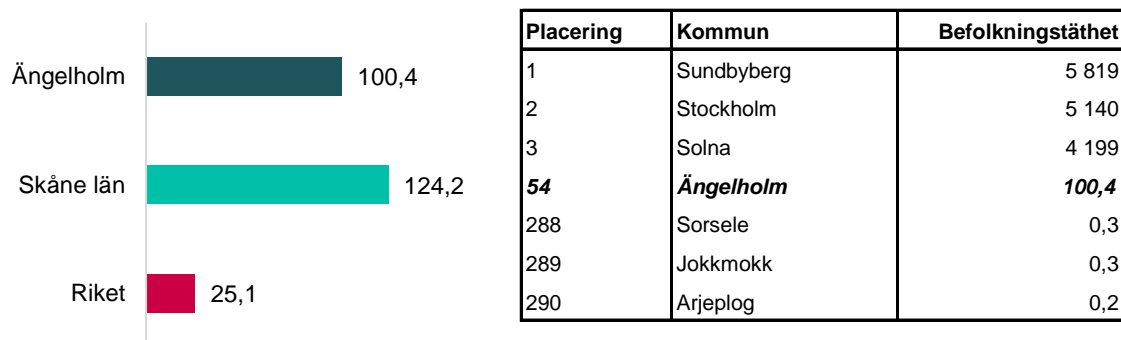 Ängelholm 100,4
Skåne län 124,2
Riket 25,1
Placering Kommun Befolkningstäthet
1 Sundbyberg 5 819
2 Stockholm 5 140
3 Solna 4 199
54 Ängelholm 100,4
288 Sorsele 0,3
289 Jokkmokk 0,3
290 Arjeplog 0,2